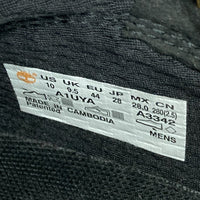 US UK EU JP MX CN
10 9.5 44 28 28.0 280(2.5)
A1UYA A3342
MADE IN CAMBODIA MENS